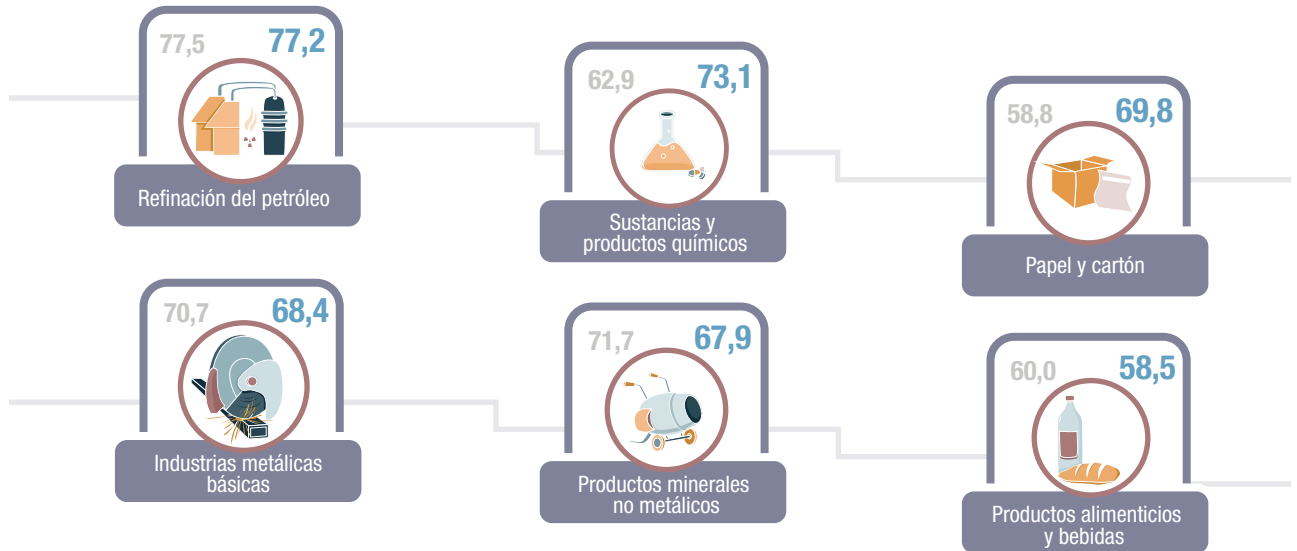 77,5 77,2
Refinación del petróleo
62,9 73,1
Sustancias y
productos químicos
58,8 69,8
Papel y cartón
70,7 68,4
Industrias metálicas
básicas
71,7 67,9
Productos minerales
no metálicos
60,0 58,5
Productos alimenticios
y bebidas